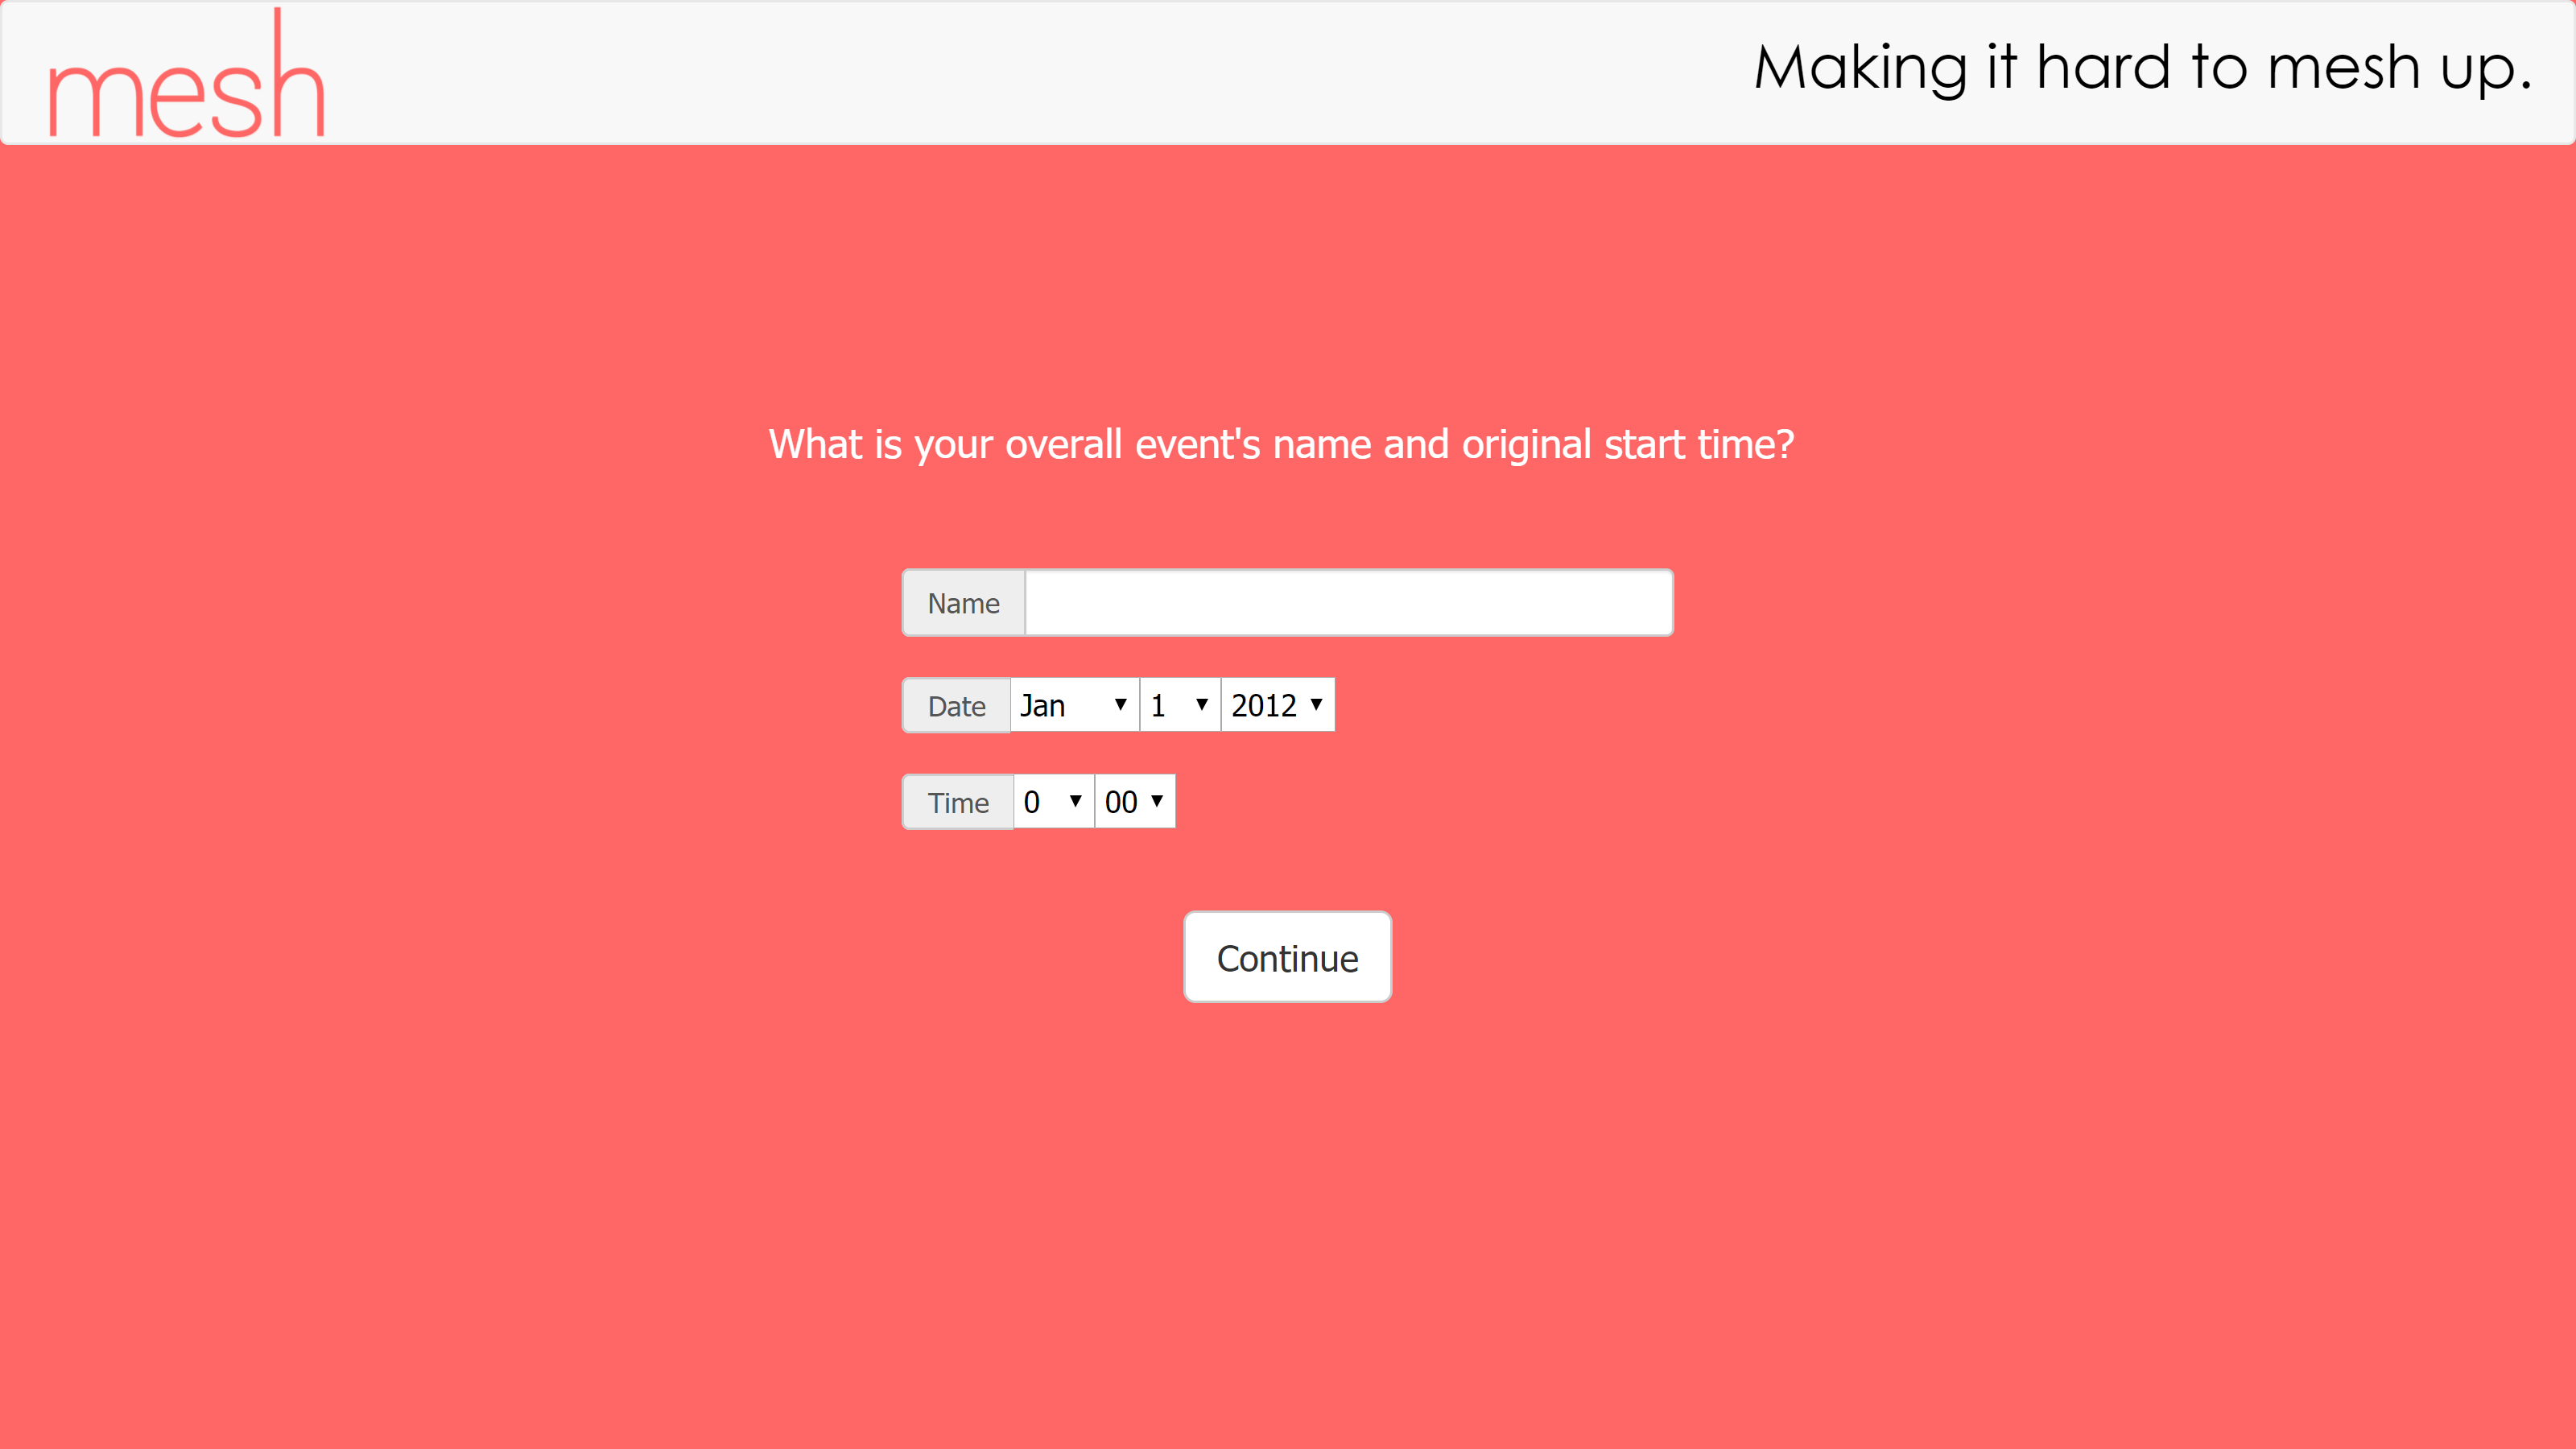 mesh
Making it hard to mesh up.
What is your overall event's name and original start time?
Name
Date Jan 1 2012
Time 0 00
Continue